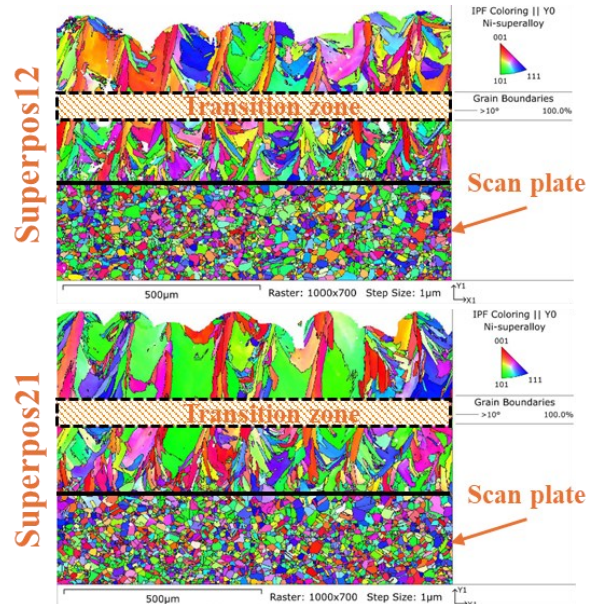 Superpos12
IPF Coloring || Y0
Ni-superalloy
001
101
111
Grain Boundaries
>10° 100.0%
Transition zone
Scan plate
500µm
Raster: 1000x700 Step Size: 1µm
Y1
X1
Superpos21
IPF Coloring || Y0
Ni-superalloy
001
101
111
Grain Boundaries
>10° 100.0%
Transition zone
Scan plate
500µm
Raster: 1000x700 Step Size: 1µm
Y1
X1